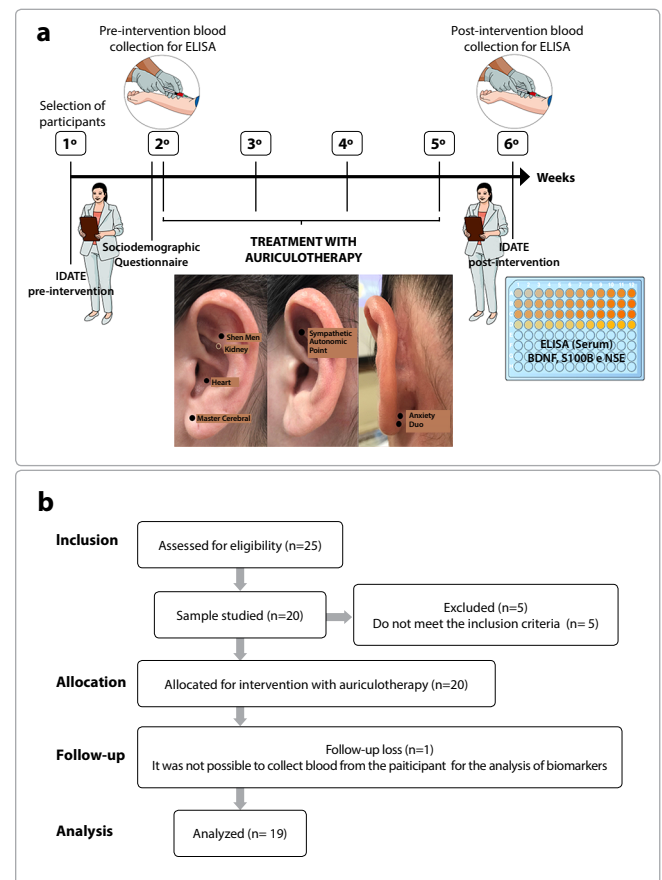 a
Pre-intervention blood
collection for ELISA
Post-intervention blood
collection for ELISA
Selection of
participants
1º
2º
3º
4º
5º
6º
Weeks
Sociodemographic
Questionnaire
TREATMENT WITH
AURICULOTHERAPY
IDATE
pre-intervention
IDATE
post-intervention
Shen Men
Kidney
Heart
Master Cerebral
Sympathetic
Autonomic
Point
Anxiety
Duo
ELISA (Serum)
BDNF, S100B e NSE
b
Inclusion
Assessed for eligibility (n=25)
Sample studied (n=20)
Excluded (n=5)
Do not meet the inclusion criteria (n= 5)
Allocation
Allocated for intervention with auriculotherapy (n=20)
Follow-up
Follow-up loss (n=1)
It was not possible to collect blood from the paiticipant for the analysis of biomarkers
Analysis
Analyzed (n= 19)